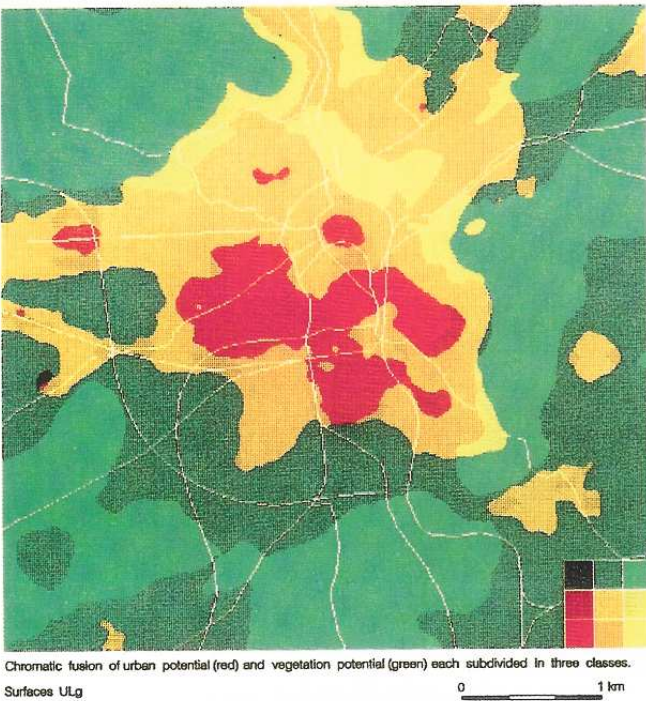 Chromatic fusion of urban potential (red) and vegetation potential (green) each subdivided in three classes.
Surfaces ULg
0 1 km